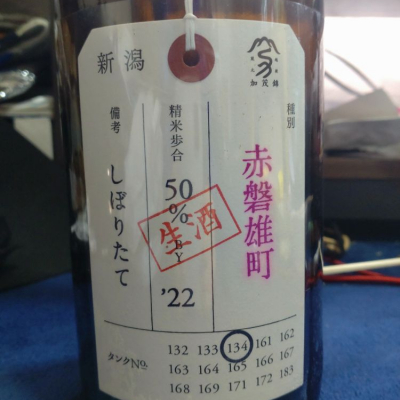 新潟
加茂錦
種別
赤磐雄町
精米歩合
50%
BY
'22
生酒
備考
しぼりたて
タンクNo.
132 133 134 161 162
163 164 165 166 167
168 169 171 172 183